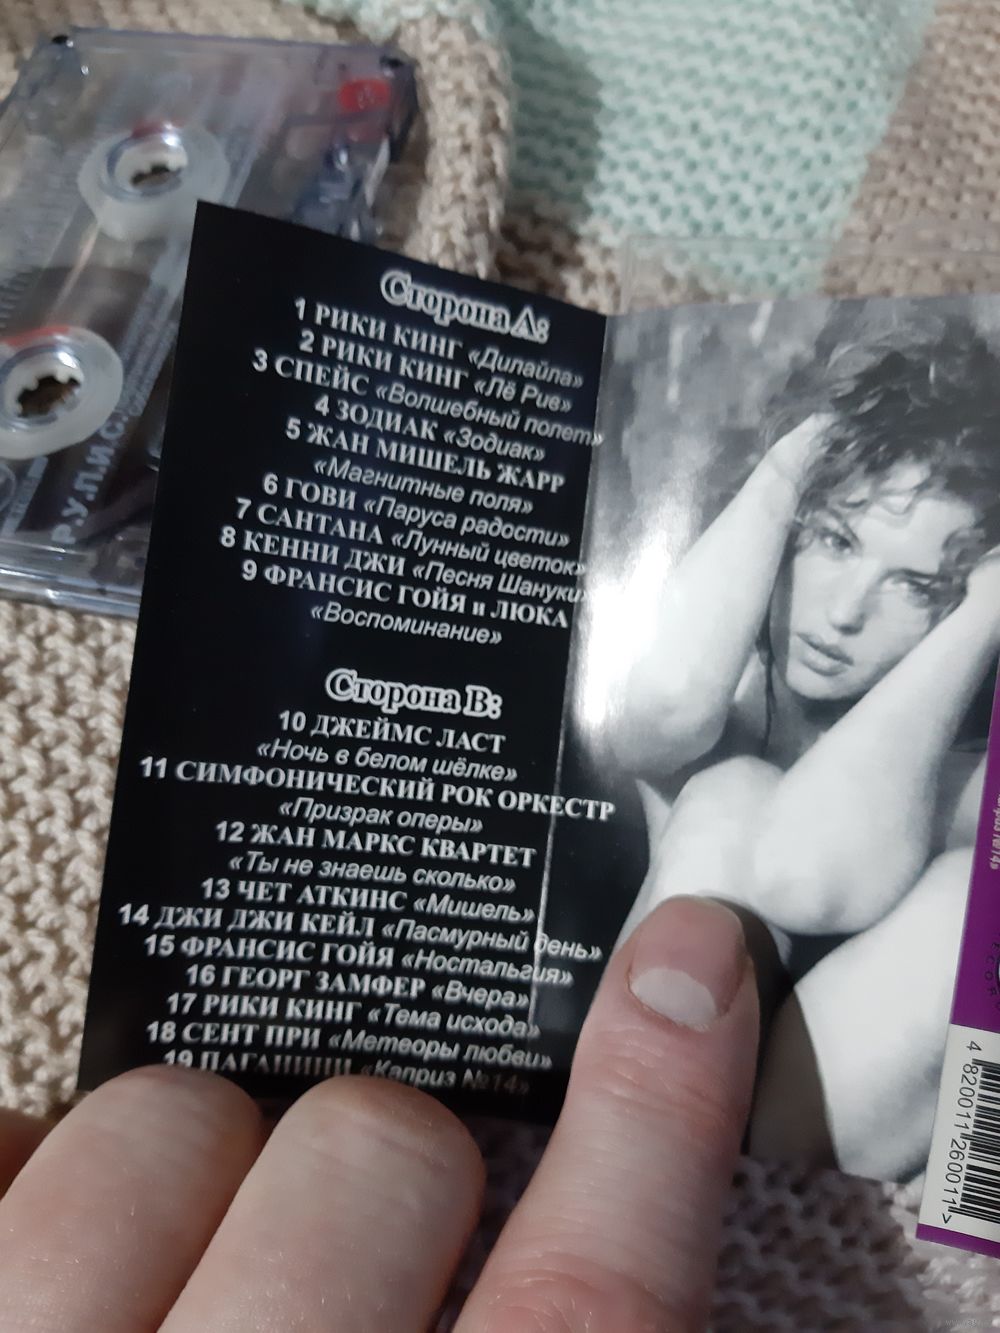 Сторона А:
1 РИКИ КИНГ «Дилайла»
2 РИКИ КИНГ «Лё Рив»
3 СПЕЙС «Волшебный полет»
4 ЗОДИАК «Зодиак»
5 ЖАН МИШЕЛЬ ЖАРР
«Магнитные поля»
6 ГОВИ «Паруса радости»
7 САНТАНА «Лунный цветок»
8 КЕННИ ДЖИ «Песня Шануки»
9 ФРАНСИС ГОЙЯ и ЛЮКА
«Воспоминание»
Сторона В:
10 ДЖЕЙМС ЛАСТ
«Ночь в белом шёлке»
11 СИМФОНИЧЕСКИЙ РОК ОРКЕСТР
«Призрак оперы»
12 ЖАН МАРКС КВАРТЕТ
«Ты не знаешь сколько»
13 ЧЕТ АТКИНС «Мишель»
14 ДЖИ ДЖИ КЕЙЛ «Пасмурный день»
15 ФРАНСИС ГОЙЯ «Ностальгия»
16 ГЕОРГ ЗАМФЕР «Вчера»
17 РИКИ КИНГ «Тема исхода»
18 СЕНТ ПРИ «Метеоры любви»
19 ПАГАНИНИ «Каприз №14»
4 820011 260011 >